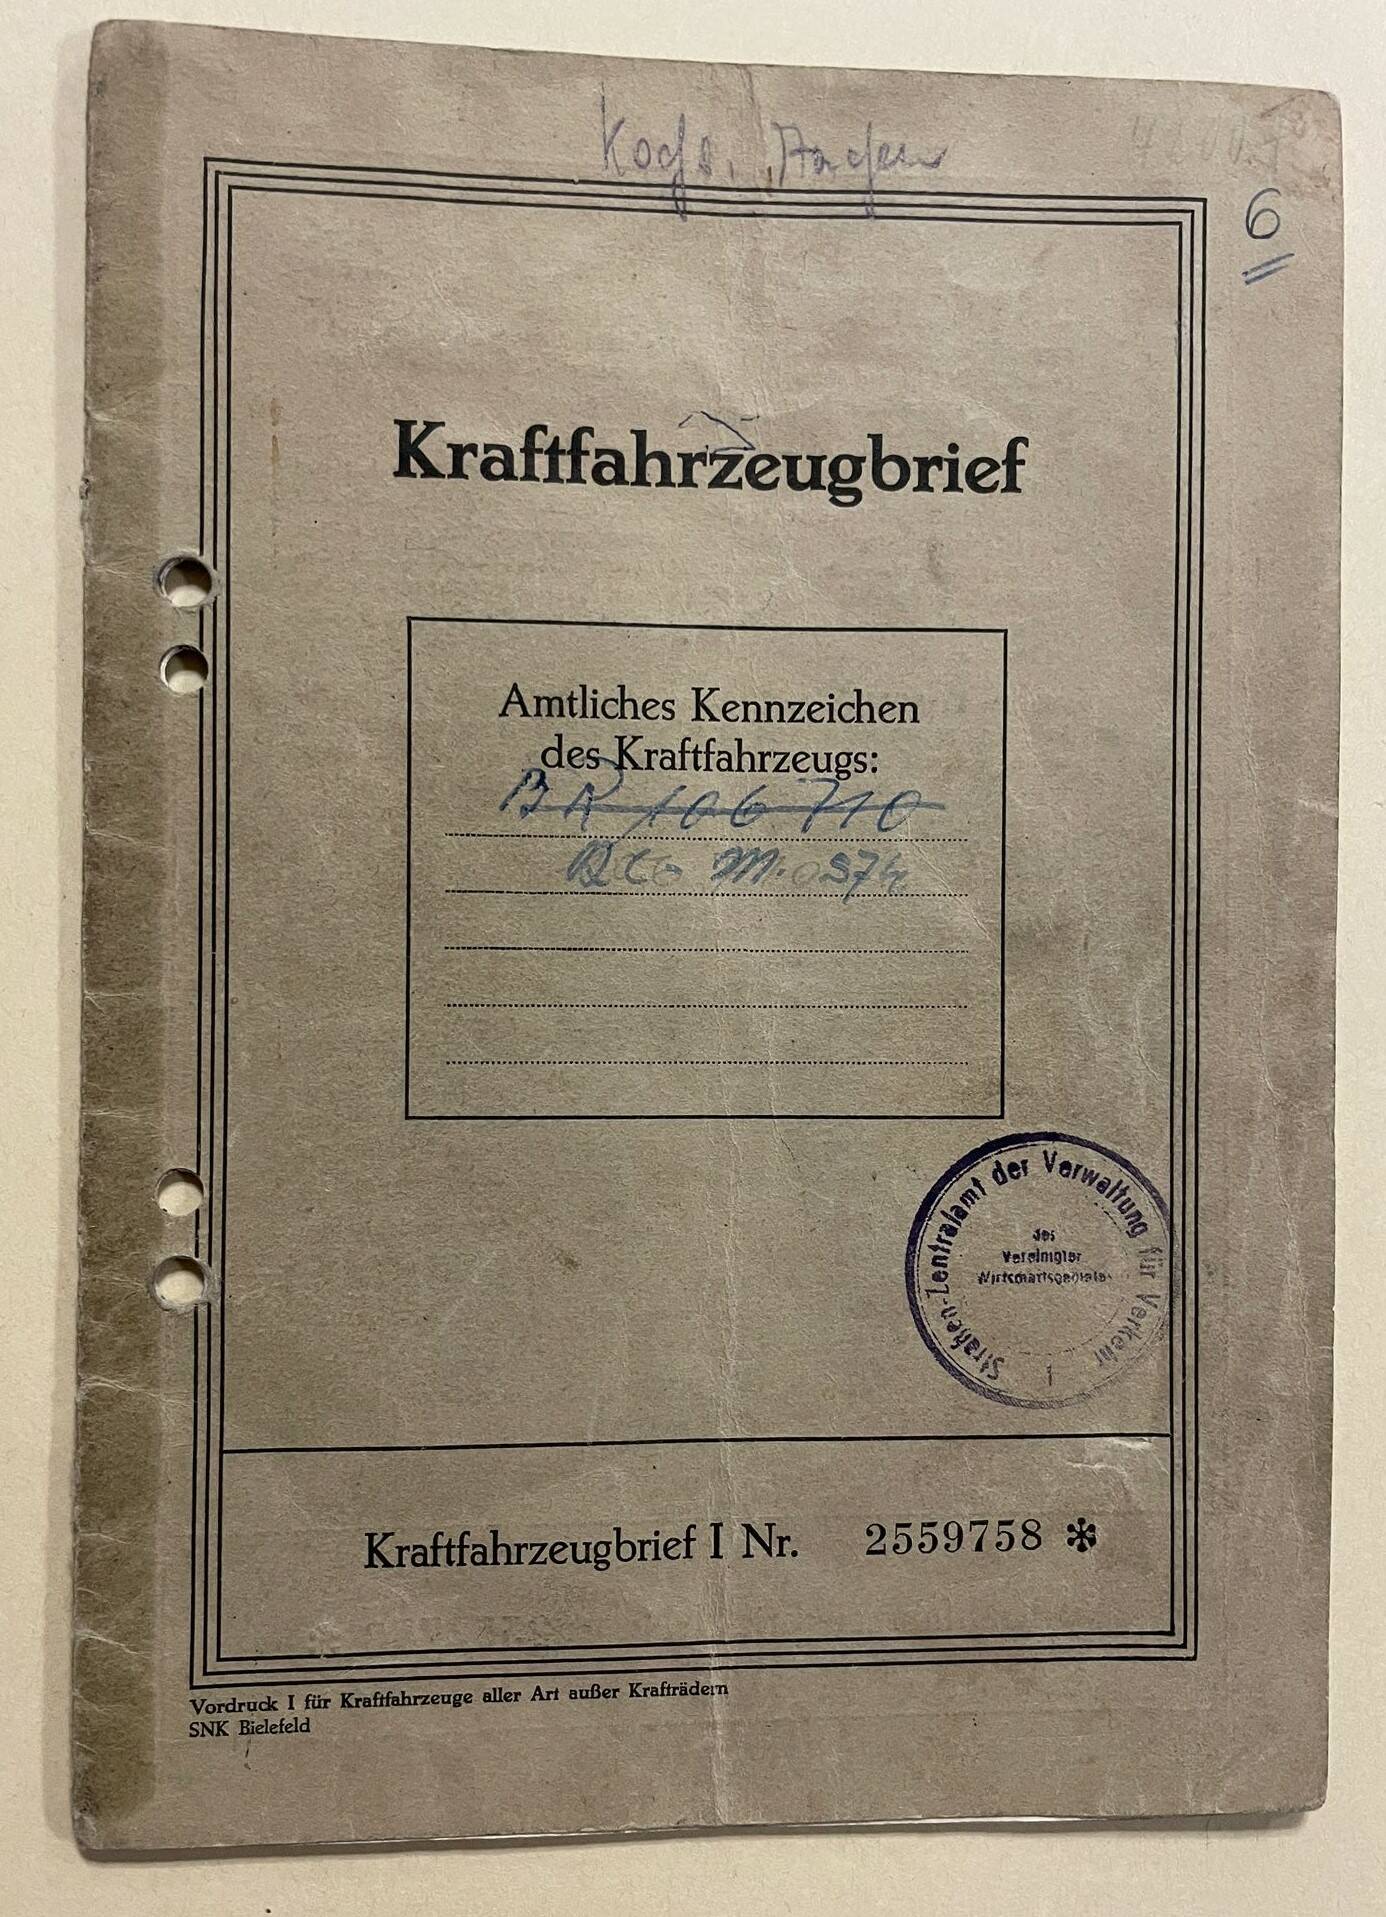 6
Kraftfahrzeugbrief
Amtliches Kennzeichen
des Kraftfahrzeugs:
BR 106 710
Straßen-Zentralamt der Verwaltung für Verkehr
des
Vereinigten
Wirtschaftsgebietes
1
Kraftfahrzeugbrief I Nr. 2559758 *
Vordruck I für Kraftfahrzeuge aller Art außer Krafträdern
SNK Bielefeld